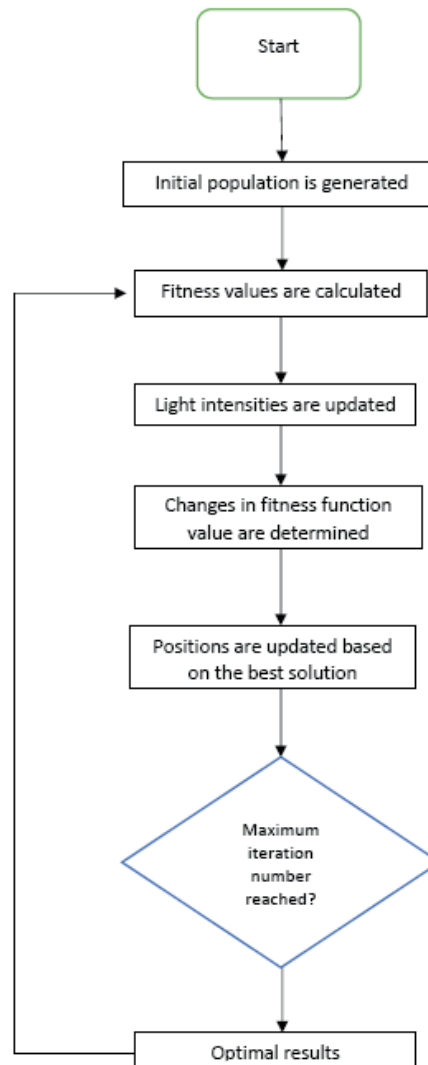 Start
Initial population is generated
Fitness values are calculated
Light intensities are updated
Changes in fitness function
value are determined
Positions are updated based
on the best solution
Maximum
iteration
number
reached?
Optimal results